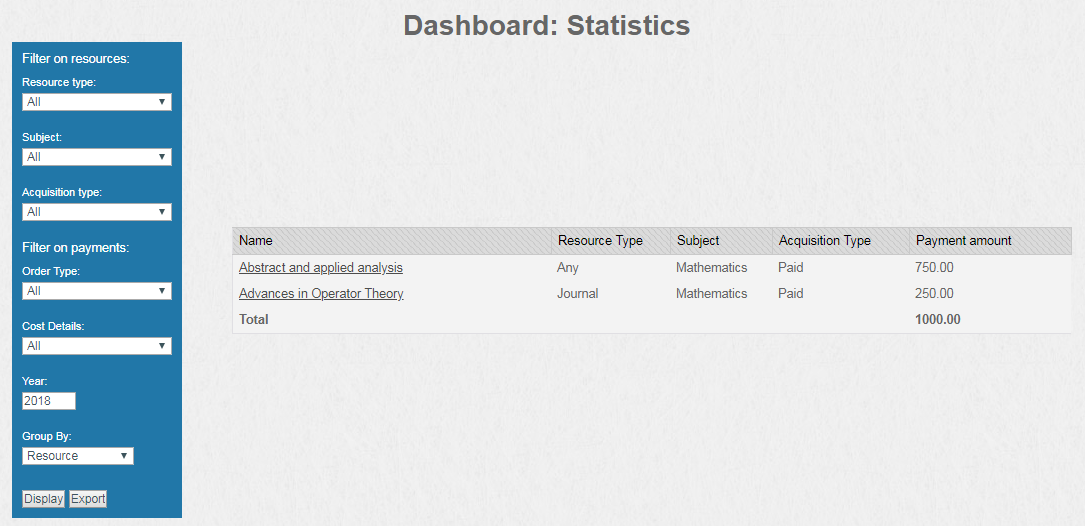 Dashboard: Statistics
Filter on resources:
Resource type:
All
Subject:
All
Acquisition type:
All
Filter on payments:
Order Type:
All
Cost Details:
All
Year:
2018
Group By:
Resource
Display Export
Name Resource Type Subject Acquisition Type Payment amount
Abstract and applied analysis Any Mathematics Paid 750.00
Advances in Operator Theory Journal Mathematics Paid 250.00
Total 1000.00